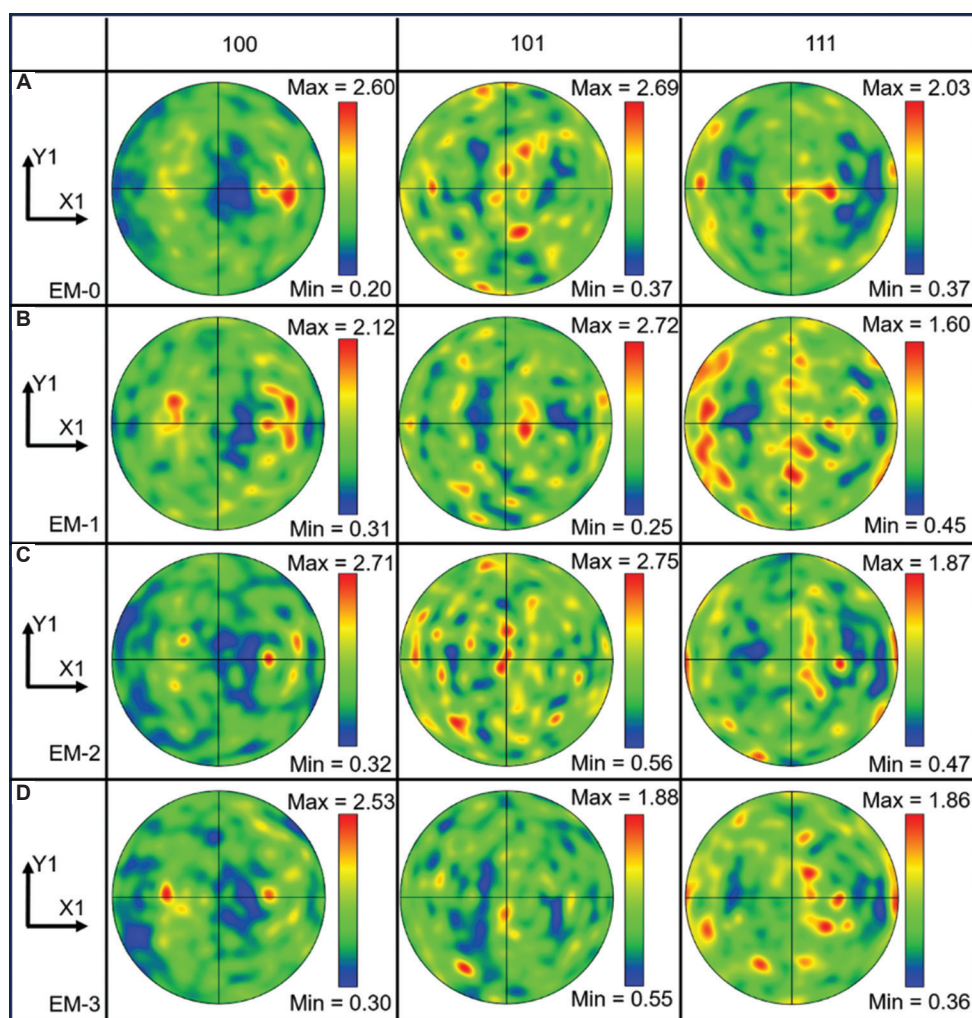 100 101 111
A
Max = 2.60
Max = 2.69
Max = 2.03
Y1
X1
EM-0
Min = 0.20
Min = 0.37
Min = 0.37
B
Max = 2.12
Max = 2.72
Max = 1.60
Y1
X1
EM-1
Min = 0.31
Min = 0.25
Min = 0.45
C
Max = 2.71
Max = 2.75
Max = 1.87
Y1
X1
EM-2
Min = 0.32
Min = 0.56
Min = 0.47
D
Max = 2.53
Max = 1.88
Max = 1.86
Y1
X1
EM-3
Min = 0.30
Min = 0.55
Min = 0.36